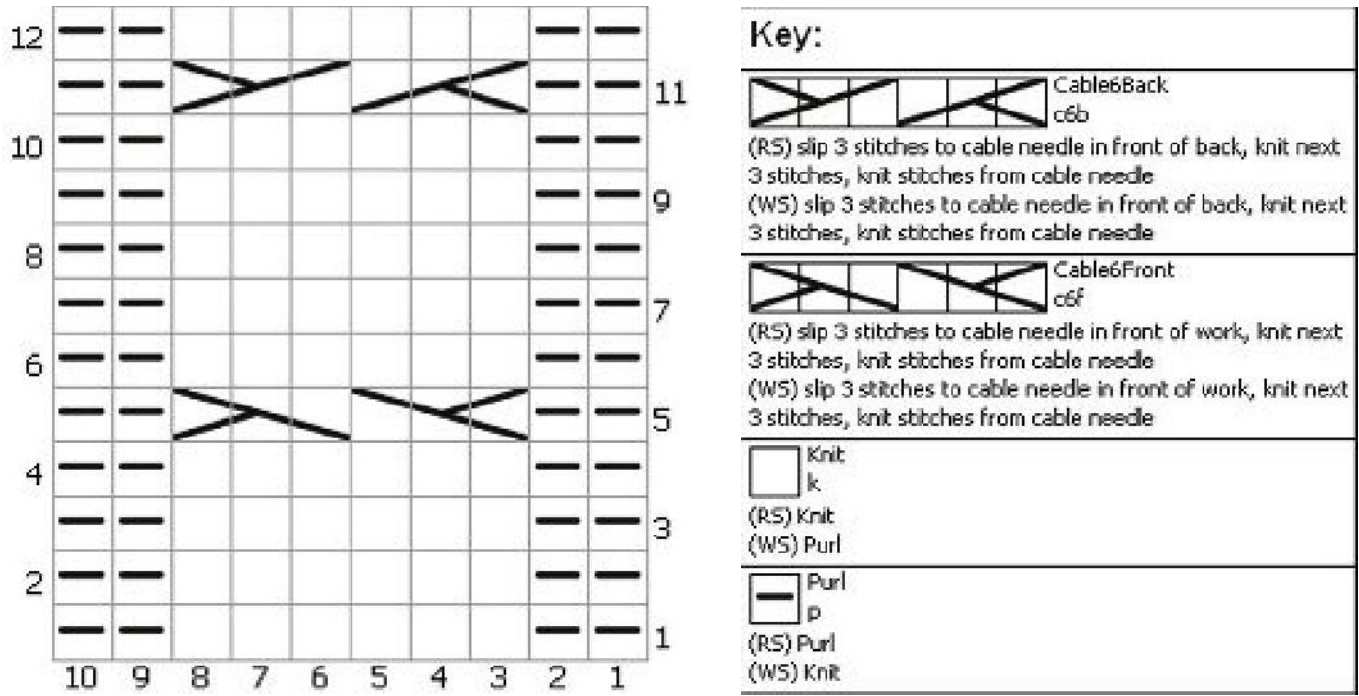 12
11
10
9
8
7
6
5
4
3
2
1
10 9 8 7 6 5 4 3 2 1
Key:
Cable6Back
c6b
(RS) slip 3 stitches to cable needle in front of back, knit next
3 stitches, knit stitches from cable needle
(WS) slip 3 stitches to cable needle in front of back, knit next
3 stitches, knit stitches from cable needle
Cable6Front
c6f
(RS) slip 3 stitches to cable needle in front of work, knit next
3 stitches, knit stitches from cable needle
(WS) slip 3 stitches to cable needle in front of work, knit next
3 stitches, knit stitches from cable needle
Knit
k
(RS) Knit
(WS) Purl
Purl
p
(RS) Purl
(WS) Knit